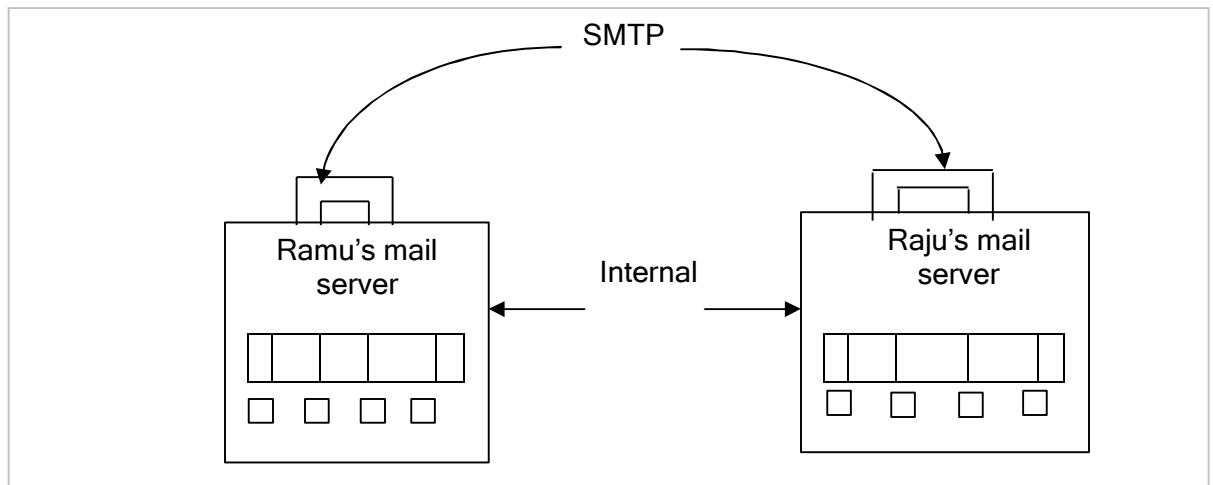 SMTP
Ramu's mail
server
Raju's mail
server
Internal